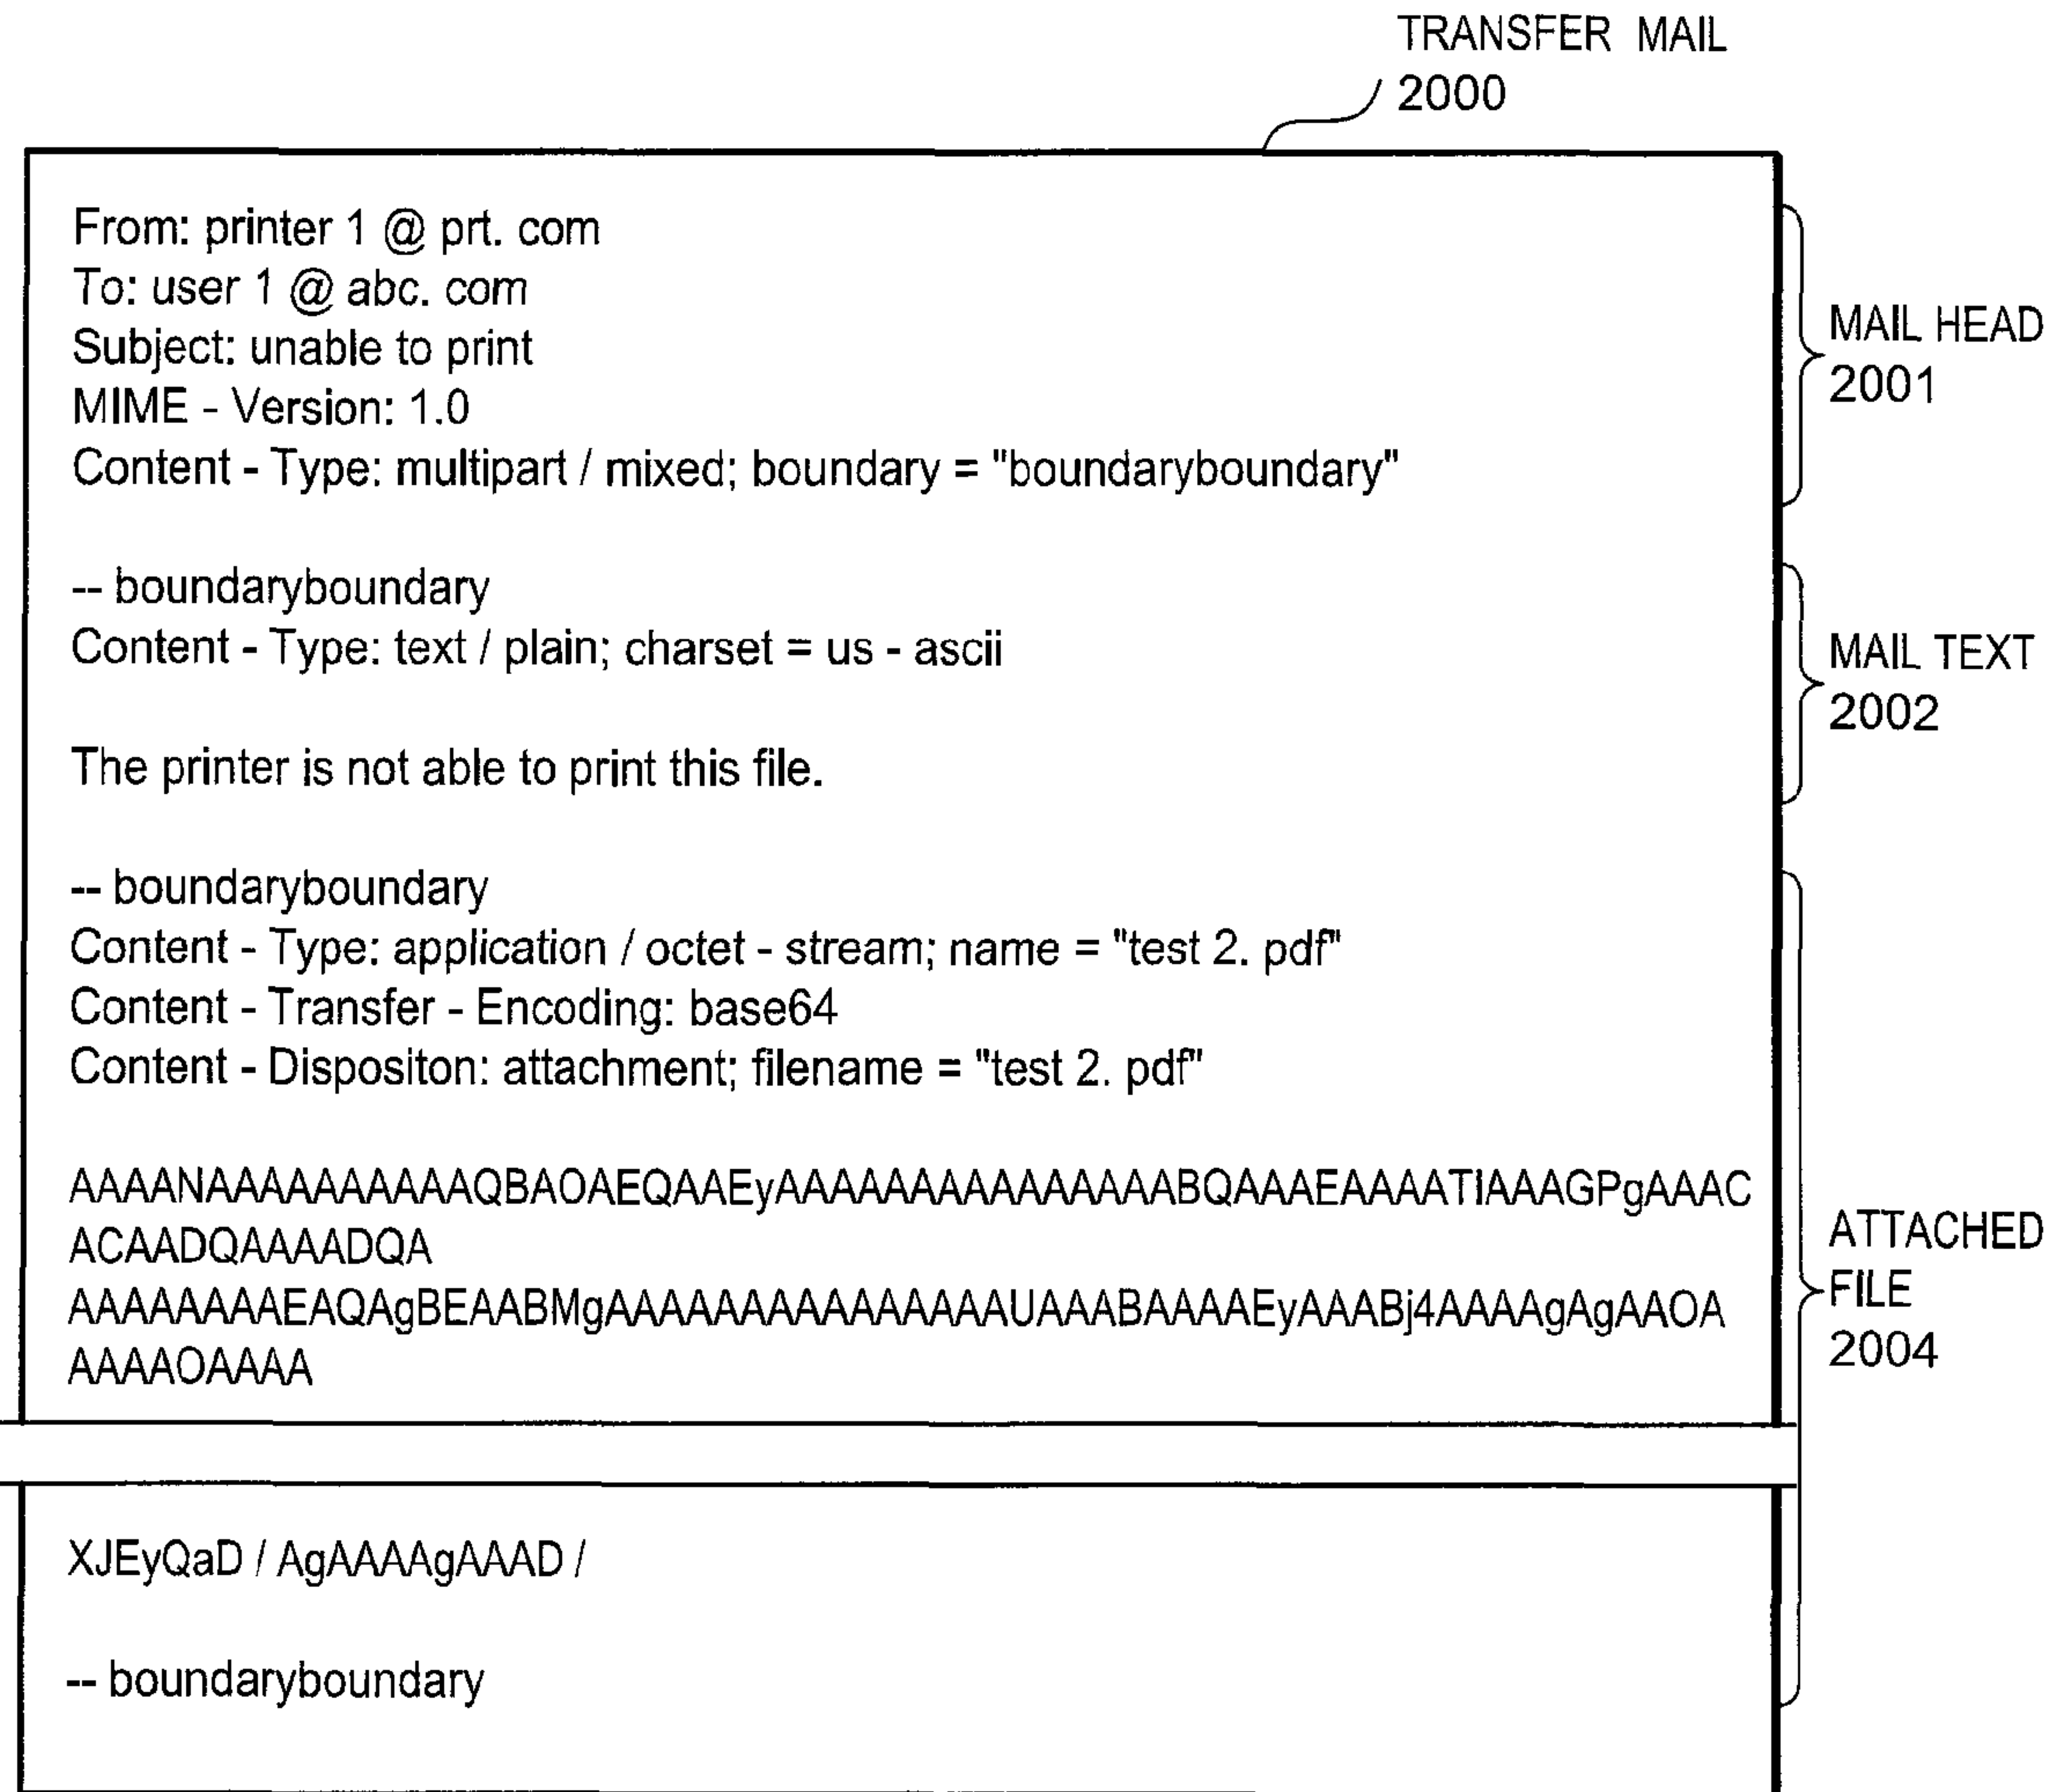 TRANSFER MAIL
2000
From: printer 1 @ prt. com
To: user 1 @ abc. com
Subject: unable to print
MIME - Version: 1.0
Content - Type: multipart / mixed; boundary = "boundaryboundary"
MAIL HEAD
2001
-- boundaryboundary
Content - Type: text / plain; charset = us - ascii
The printer is not able to print this file.
MAIL TEXT
2002
-- boundaryboundary
Content - Type: application / octet - stream; name = "test 2. pdf"
Content - Transfer - Encoding: base64
Content - Dispositon: attachment; filename = "test 2. pdf"
AAAANAAAAAAAAAAAQBAOAEQAAEyAAAAAAAAAAAAAAAABQAAAEAAAATIAAAGPgAAAC
ACAADQAAAADQA
AAAAAAAAEAQAgBEAABMgAAAAAAAAAAAAAAAAUAAABAAAAEyAAABj4AAAAgAgAAOA
AAAAOAAAA
ATTACHED
FILE
2004
XJEyQaD / AgAAAAgAAAD /
-- boundaryboundary